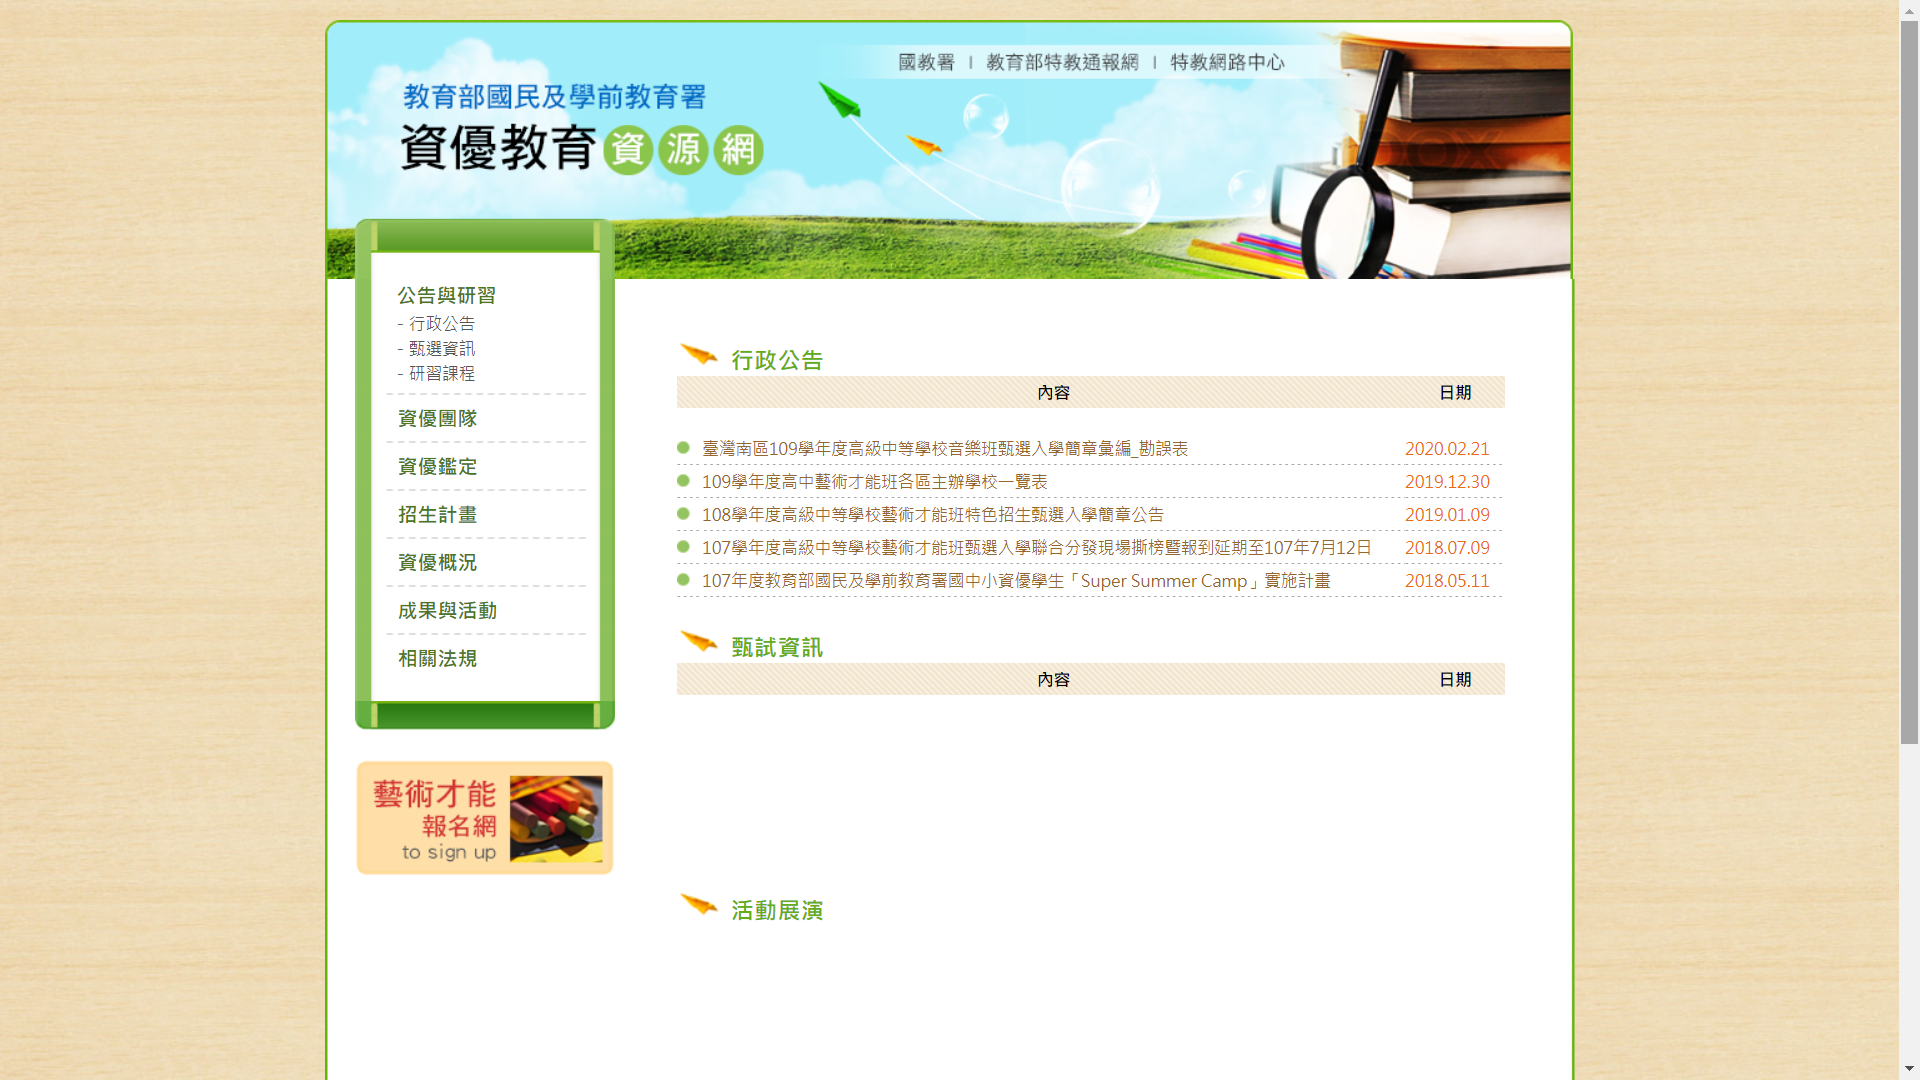 國教署 | 教育部特教通報網 | 特教網路中心
教育部國民及學前教育署
資優教育資源網
公告與研習
- 行政公告
- 甄選資訊
- 研習課程
資優團隊
資優鑑定
招生計畫
資優概況
成果與活動
相關法規
藝術才能
報名網
to sign up
行政公告
內容 日期
臺灣南區109學年度高級中等學校音樂班甄選入學簡章彙編_勘誤表 2020.02.21
109學年度高中藝術才能班各區主辦學校一覽表 2019.12.30
108學年度高級中等學校藝術才能班特色招生甄選入學簡章公告 2019.01.09
107學年度高級中等學校藝術才能班甄選入學聯合分發現場撕榜暨報到延期至107年7月12日 2018.07.09
107年度教育部國民及學前教育署國中小資優學生「Super Summer Camp」實施計畫 2018.05.11
甄試資訊
內容 日期
活動展演